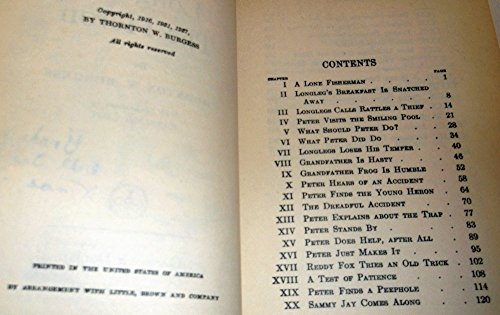 Copyright, 1916, 1921, 1927,
BY THORNTON W. BURGESS
All rights reserved
PRINTED IN THE UNITED STATES OF AMERICA
BY ARRANGEMENT WITH LITTLE, BROWN AND COMPANY
CONTENTS
CHAPTER PAGE
I A LONE FISHERMAN . . . . . 1
II LONGLEG'S BREAKFAST IS SNATCHED
AWAY . . . . . . . . 8
III LONGLEGS CALLS RATTLES A THIEF . 14
IV PETER VISITS THE SMILING POOL . 21
V WHAT SHOULD PETER DO? . . . 28
VI WHAT PETER DID DO . . . . 34
VII LONGLEGS LOSES HIS TEMPER . . 40
VIII GRANDFATHER IS HASTY . . . 46
IX GRANDFATHER FROG IS HUMBLE . 52
X PETER HEARS OF AN ACCIDENT . 58
XI PETER FINDS THE YOUNG HERON . 64
XII THE DREADFUL ACCIDENT . . . 70
XIII PETER EXPLAINS ABOUT THE TRAP . 77
XIV PETER STANDS BY . . . . . 83
XV PETER DOES HELP, AFTER ALL . 89
XVI PETER JUST MAKES IT . . . . 95
XVII REDDY FOX TRIES AN OLD TRICK . 102
XVIII A TEST OF PATIENCE . . . . 108
XIX PETER FINDS A PEEPHOLE . . . 114
XX SAMMY JAY COMES ALONG . . . 120